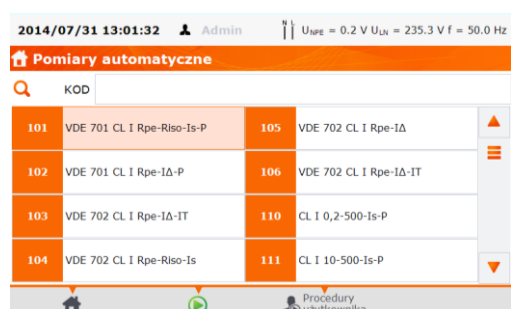 2014/07/31 13:01:32 Admin N L U_NPE = 0.2 V U_LN = 235.3 V f = 50.0 Hz
Pomiary automatyczne
KOD
101 VDE 701 CL I Rpe-Riso-Is-P
105 VDE 702 CL I Rpe-IΔ
102 VDE 701 CL I Rpe-IΔ-P
106 VDE 702 CL I Rpe-IΔ-IT
103 VDE 702 CL I Rpe-IΔ-IT
110 CL I 0,2-500-Is-P
104 VDE 702 CL I Rpe-Riso-Is
111 CL I 10-500-Is-P
Procedury
użytkownika